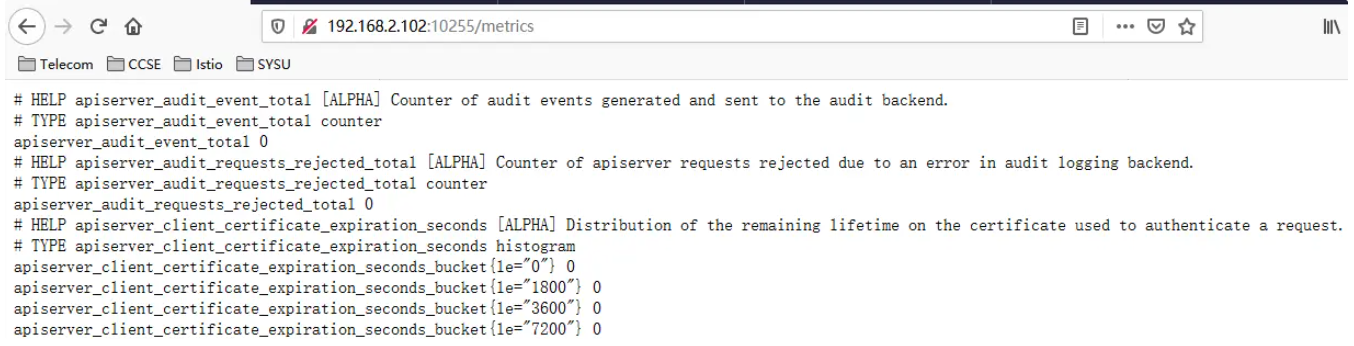 192.168.2.102:10255/metrics
Telecom CCSE Istio SYSU
# HELP apiserver_audit_event_total [ALPHA] Counter of audit events generated and sent to the audit backend.
# TYPE apiserver_audit_event_total counter
apiserver_audit_event_total 0
# HELP apiserver_audit_requests_rejected_total [ALPHA] Counter of apiserver requests rejected due to an error in audit logging backend.
# TYPE apiserver_audit_requests_rejected_total counter
apiserver_audit_requests_rejected_total 0
# HELP apiserver_client_certificate_expiration_seconds [ALPHA] Distribution of the remaining lifetime on the certificate used to authenticate a request.
# TYPE apiserver_client_certificate_expiration_seconds histogram
apiserver_client_certificate_expiration_seconds_bucket{le="0"} 0
apiserver_client_certificate_expiration_seconds_bucket{le="1800"} 0
apiserver_client_certificate_expiration_seconds_bucket{le="3600"} 0
apiserver_client_certificate_expiration_seconds_bucket{le="7200"} 0